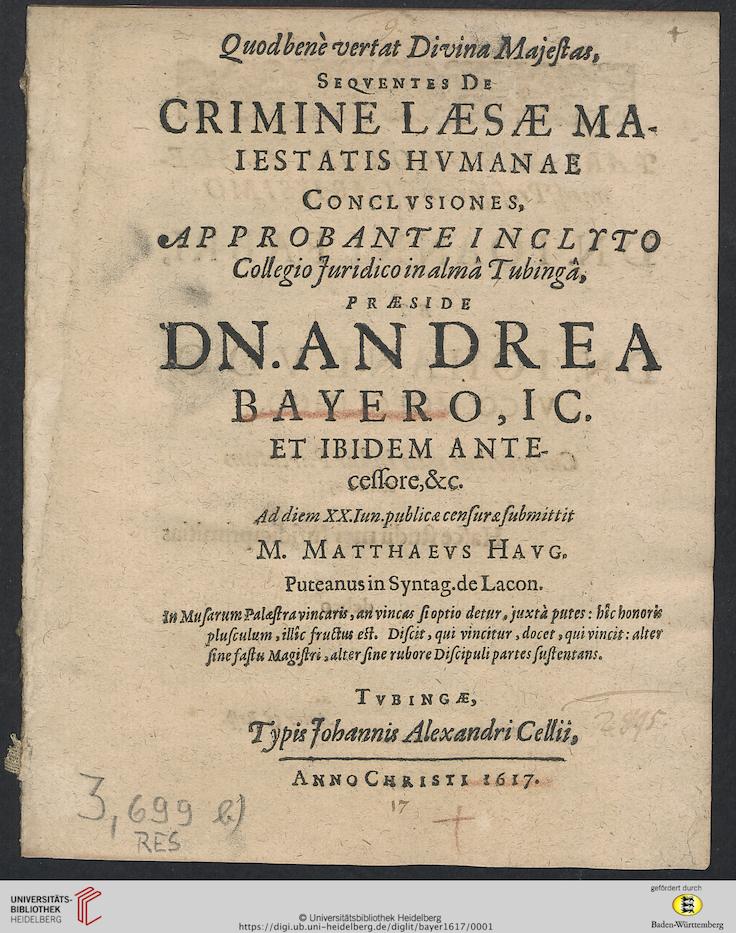 Quod benè vertat Divina Majestas,
SEQVENTES DE
CRIMINE LÆSÆ MA-
IESTATIS HVMANAE
CONCLVSIONES,
APPROBANTE INCLYTO
Collegio Juridico in almâ Tubingâ,
PRÆSIDE
DN. ANDREA
BAYERO, IC.
ET IBIDEM ANTE-
cessore, &c.
Ad diem XX. Iun. publicæ censuræ submittit
M. MATTHAEVS HAVG.
Puteanus in Syntag. de Lacon.
In Musarum Palæstra vincaris, an vincas si optio detur, juxtà putes: hîc honoris
plusculum, illîc fructus est. Discit, qui vincitur, docet, qui vincit: alter
sine fastu Magistri, alter sine rubore Discipuli partes sustentans.
TVBINGÆ,
Typis Johannis Alexandri Cellii,
ANNO CHRISTI 1617.
17
3,699 b)
RES
UNIVERSITÄTS-
BIBLIOTHEK
HEIDELBERG
© Universitätsbibliothek Heidelberg
https://digi.ub.uni-heidelberg.de/diglit/bayer1617/0001
gefördert durch
Baden-Württemberg